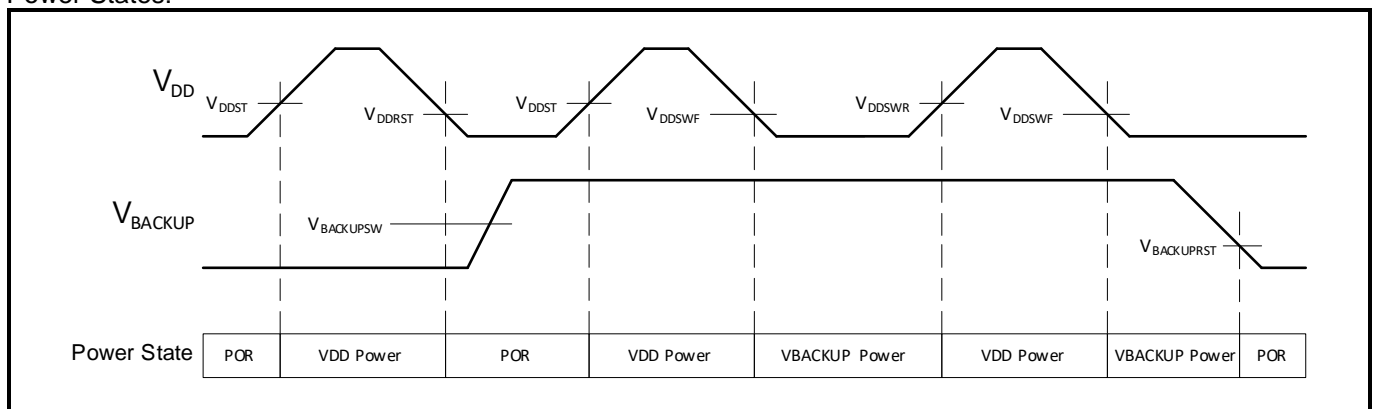 Power States.
VDD
VDDST
VDDRST
VDDST
VDDSWF
VDDSWR
VDDSWF
VBACKUP
VBACKUPSW
VBACKUPRST
Power State
POR
VDD Power
POR
VDD Power
VBACKUP Power
VDD Power
VBACKUP Power
POR